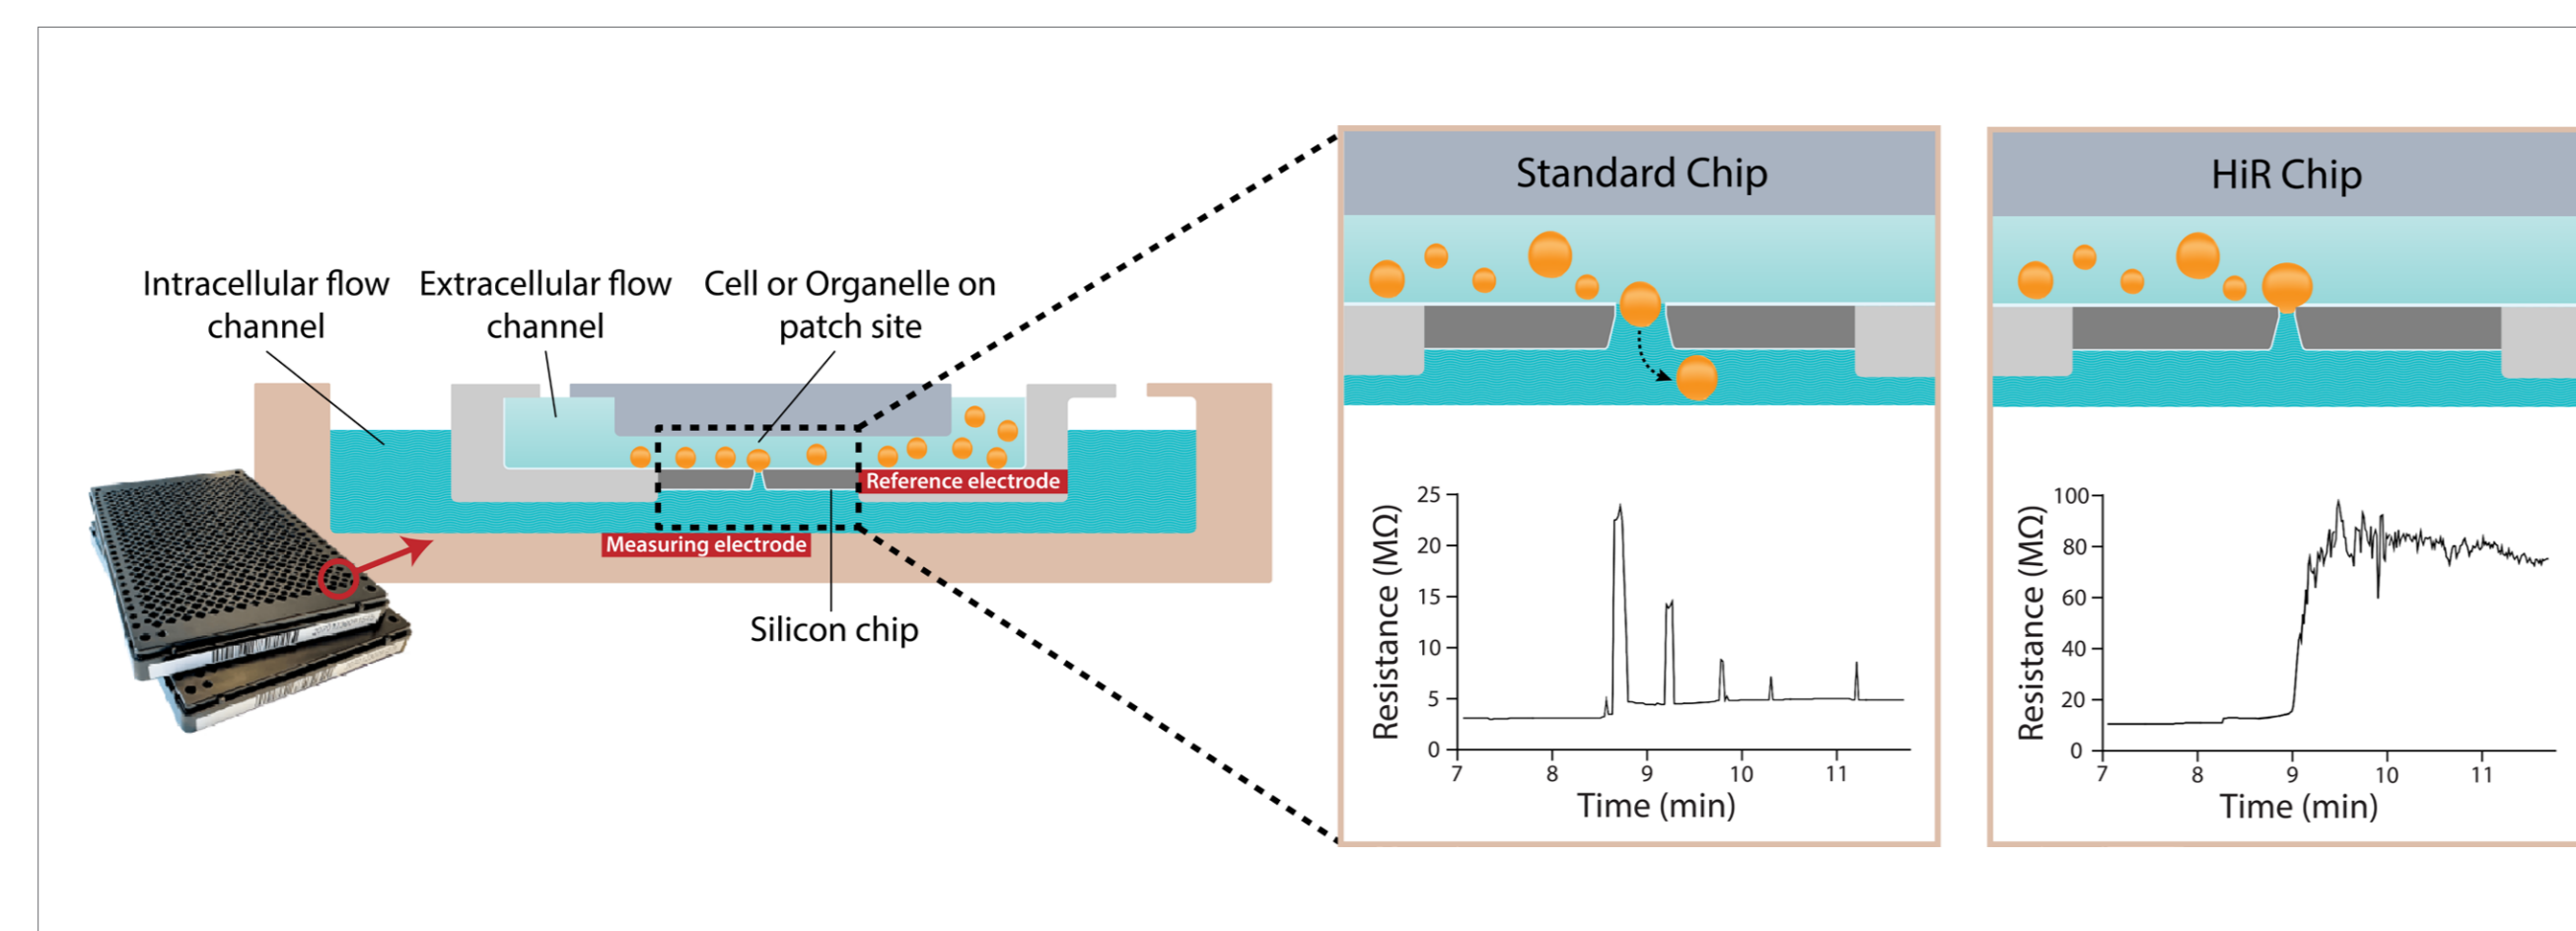 Intracellular flow
channel
Extracellular flow
channel
Cell or Organelle on
patch site
Reference electrode
Measuring electrode
Silicon chip
Standard Chip
Resistance (MΩ)
25
20
15
10
5
0
7 8 9 10 11
Time (min)
HiR Chip
Resistance (MΩ)
100
80
60
40
20
0
7 8 9 10 11
Time (min)